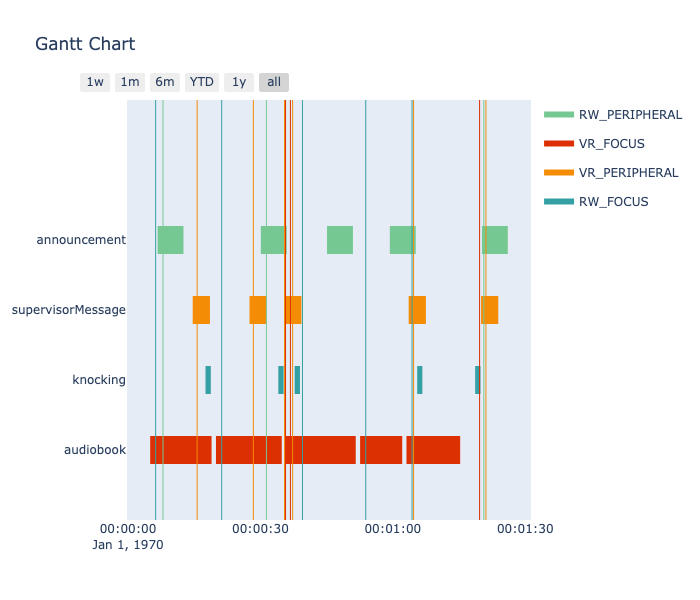 Gantt Chart
1w 1m 6m YTD 1y all
RW_PERIPHERAL
VR_FOCUS
VR_PERIPHERAL
RW_FOCUS
announcement
supervisorMessage
knocking
audiobook
00:00:00 00:00:30 00:01:00 00:01:30
Jan 1, 1970